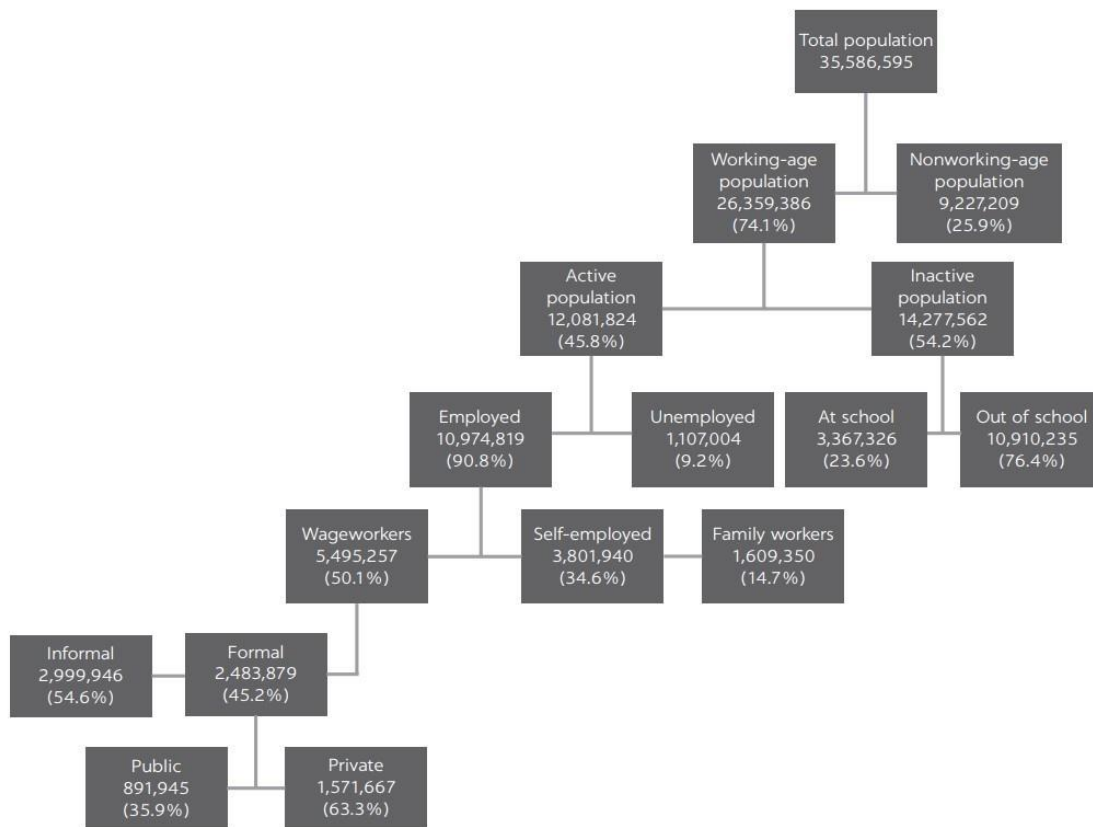 Total population
35,586,595
Working-age
population
26,359,386
(74.1%)
Nonworking-age
population
9,227,209
(25.9%)
Active
population
12,081,824
(45.8%)
Inactive
population
14,277,562
(54.2%)
Employed
10,974,819
(90.8%)
Unemployed
1,107,004
(9.2%)
At school
3,367,326
(23.6%)
Out of school
10,910,235
(76.4%)
Wageworkers
5,495,257
(50.1%)
Self-employed
3,801,940
(34.6%)
Family workers
1,609,350
(14.7%)
Informal
2,999,946
(54.6%)
Formal
2,483,879
(45.2%)
Public
891,945
(35.9%)
Private
1,571,667
(63.3%)